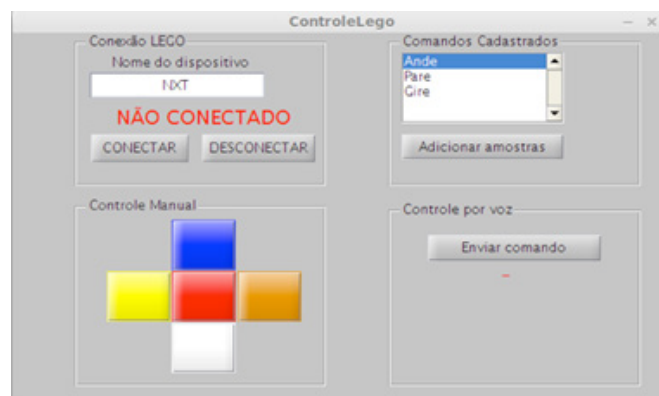 ControleLego
Conexão LEGO
Nome do dispositivo
NXT
NÃO CONECTADO
CONECTAR DESCONECTAR
Comandos Cadastrados
Ande
Pare
Gire
Adicionar amostras
Controle Manual
Controle por voz
Enviar comando
–